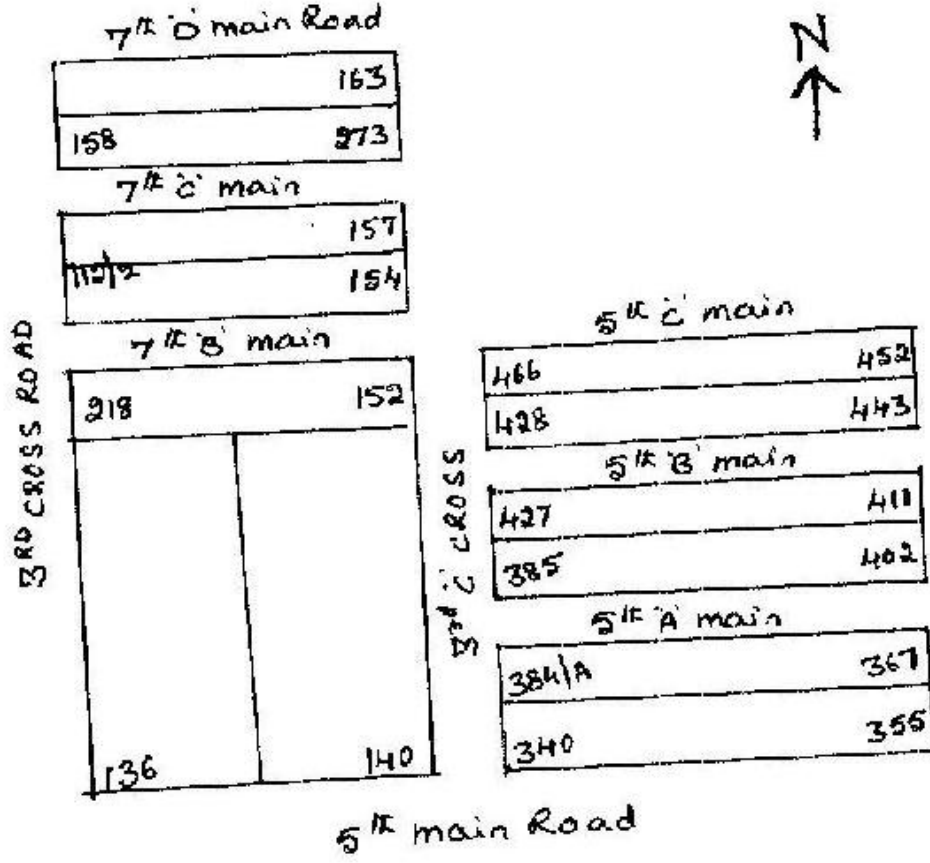 7th 'D' main Road
N
163
158 273
7th 'C' main
157
112/2 154
7th 'B' main
218 152
136 140
3RD CROSS ROAD
3rd 'C' CROSS
5th 'C' main
466 452
428 443
5th 'B' main
427 411
385 402
5th 'A' main
384/A 367
340 355
5th main Road